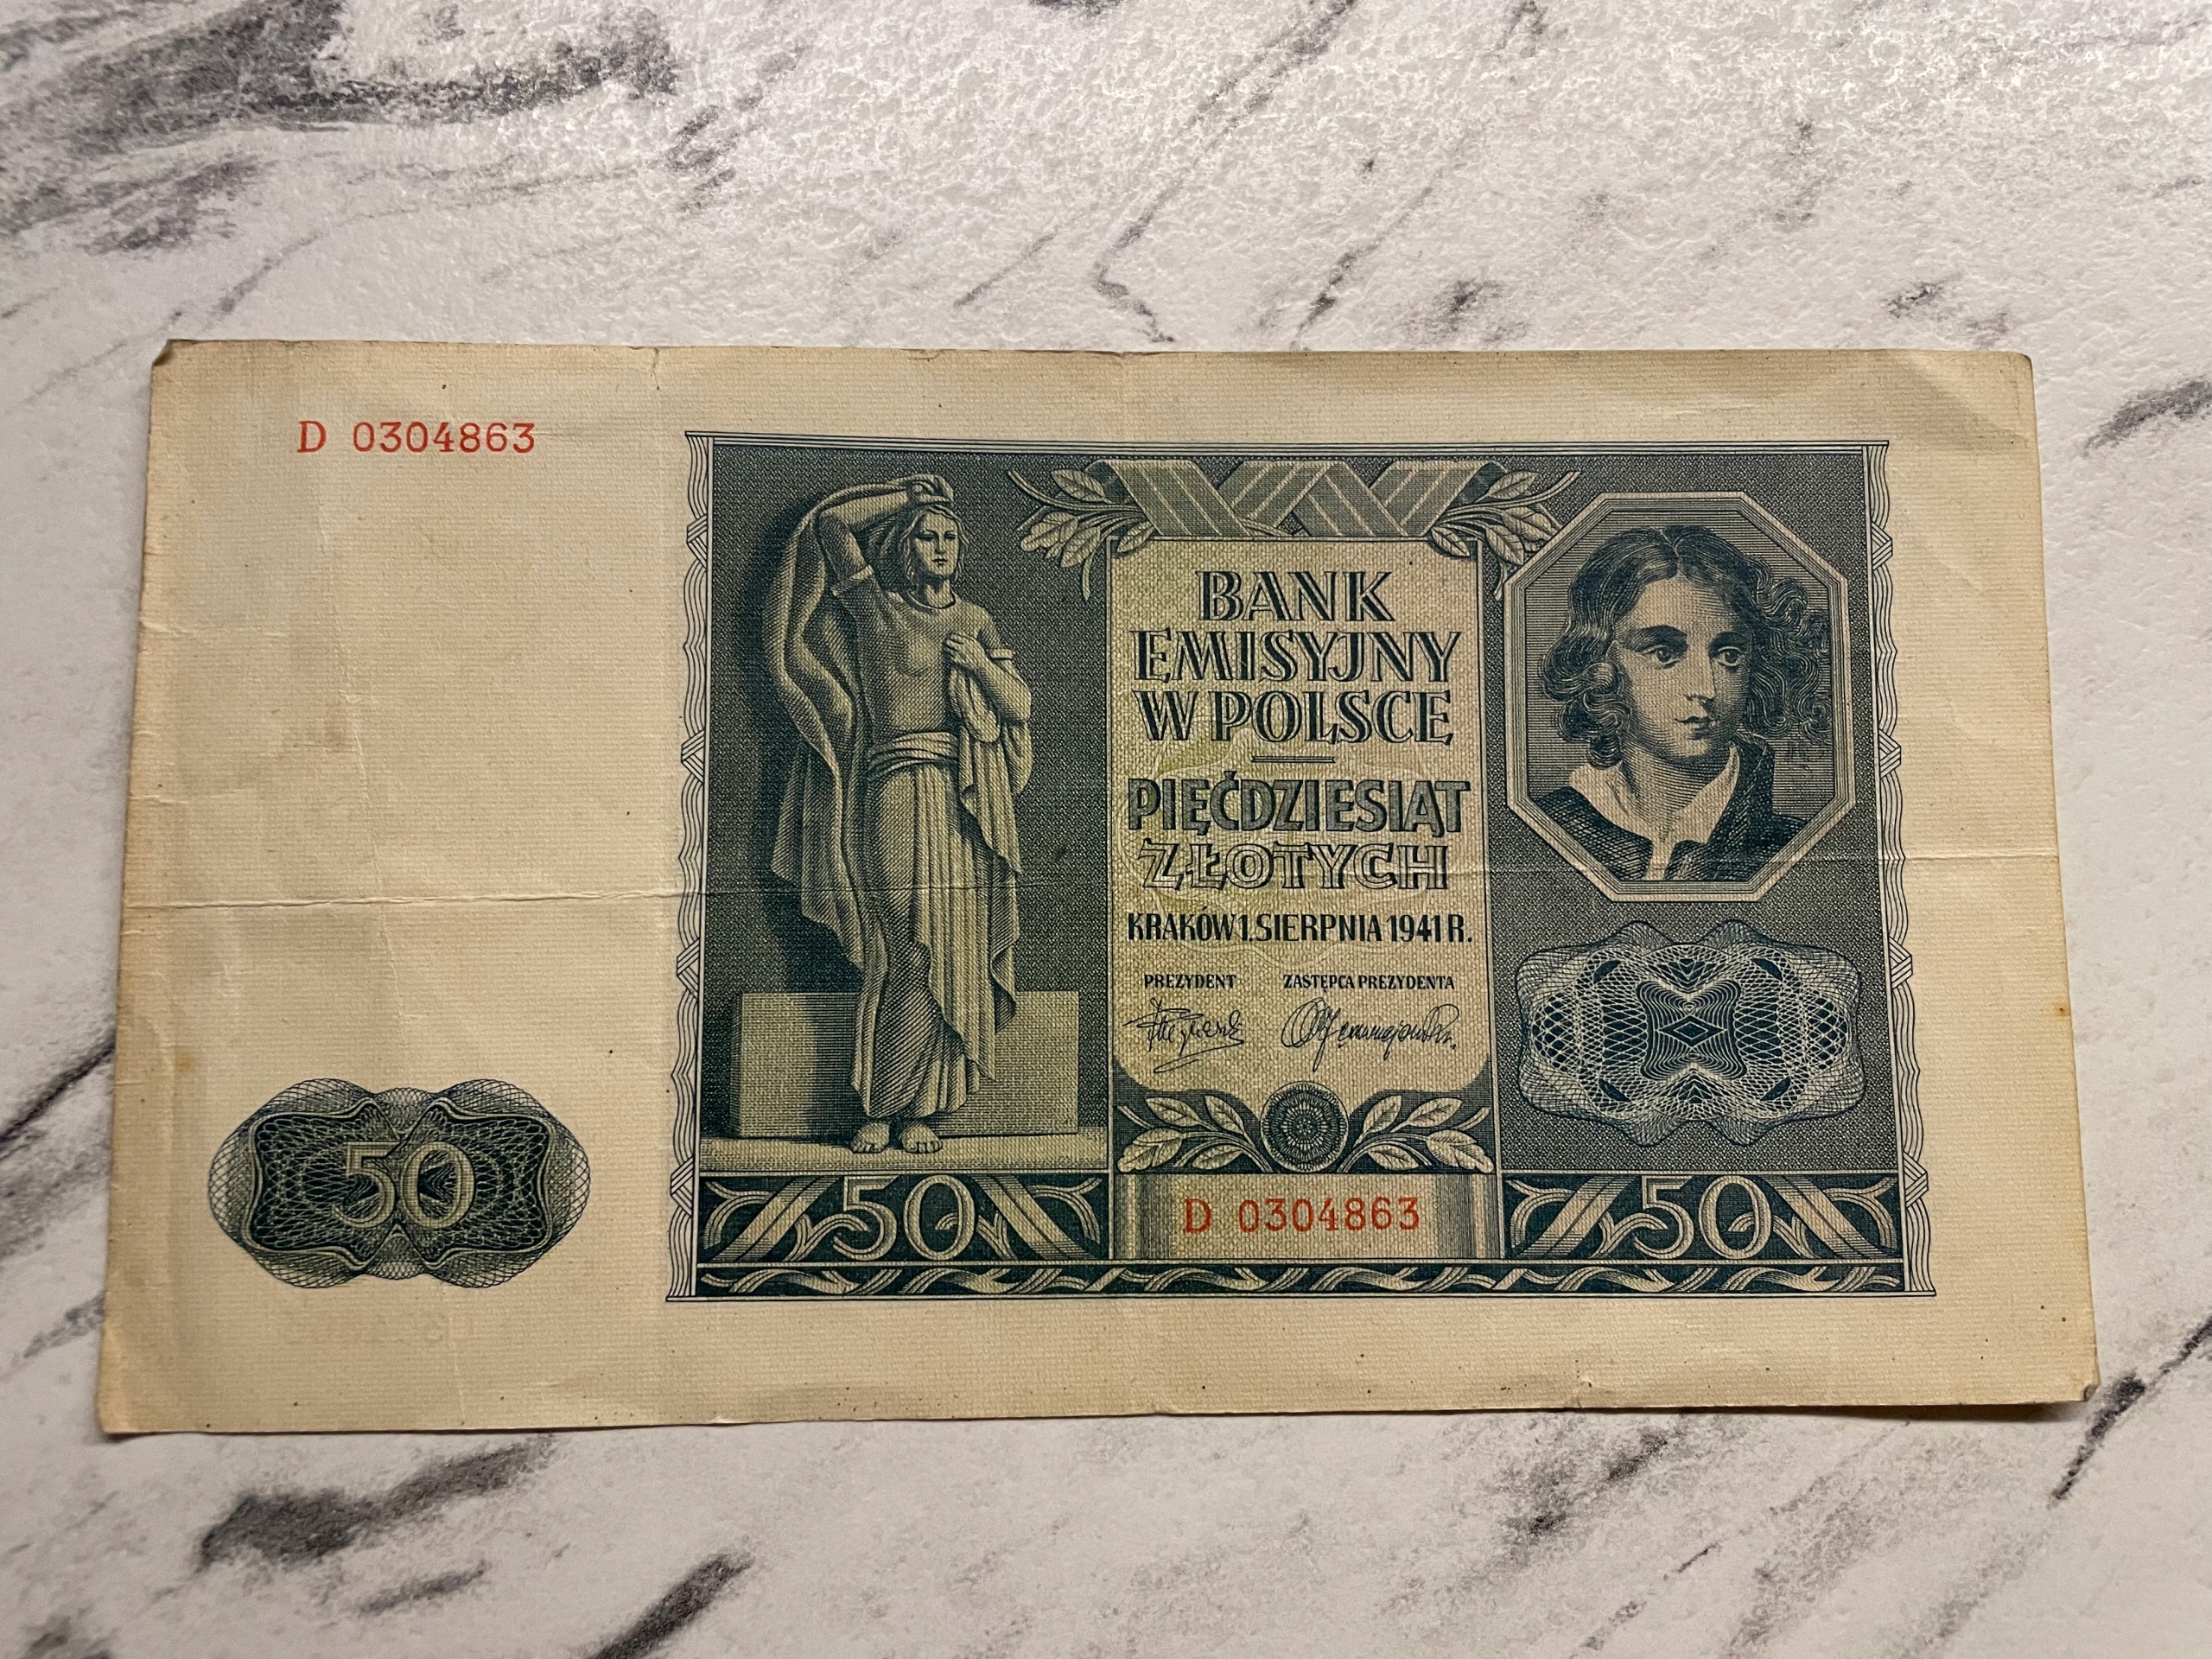 D 0304863
BANK
EMISYJNY
W POLSCE
PIĘĆDZIESIĄT
ZŁOTYCH
KRAKÓW 1. SIERPNIA 1941 R.
PREZYDENT ZASTĘPCA PREZYDENTA
50
50 D 0304863 50